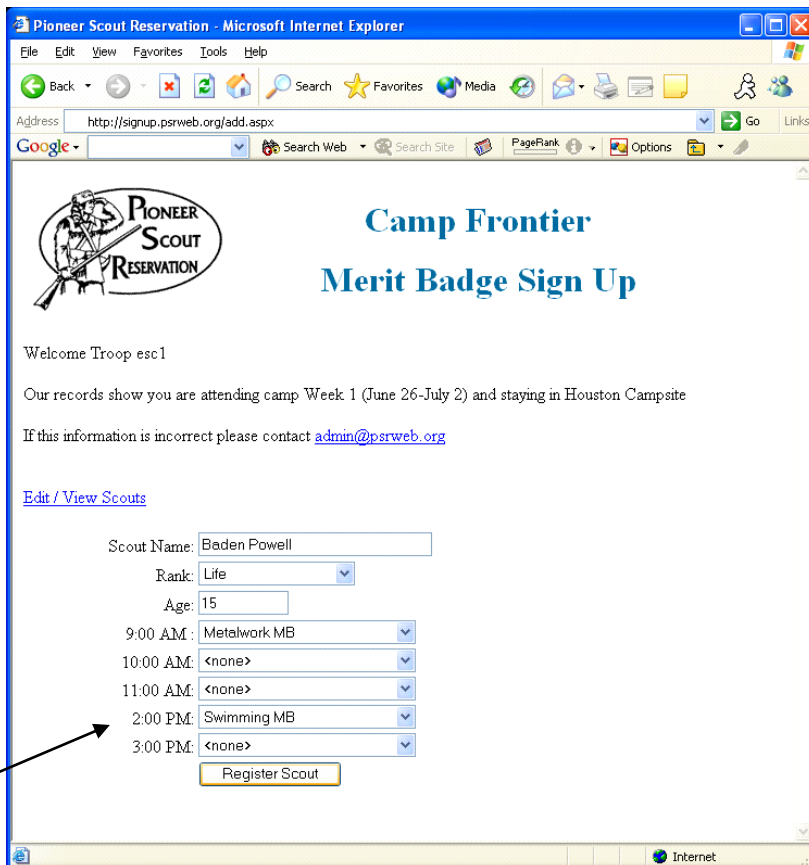 Pioneer Scout Reservation - Microsoft Internet Explorer
File Edit View Favorites Tools Help
Back Search Favorites Media
Address http://signup.psrweb.org/add.aspx Go Links
Google Search Web Search Site PageRank Options
PIONEER
SCOUT
RESERVATION
Camp Frontier
Merit Badge Sign Up
Welcome Troop esc1
Our records show you are attending camp Week 1 (June 26-July 2) and staying in Houston Campsite
If this information is incorrect please contact admin@psrweb.org
Edit / View Scouts
Scout Name: Baden Powell
Rank: Life
Age: 15
9:00 AM : Metalwork MB
10:00 AM: <none>
11:00 AM: <none>
2:00 PM: Swimming MB
3:00 PM: <none>
Register Scout
Internet